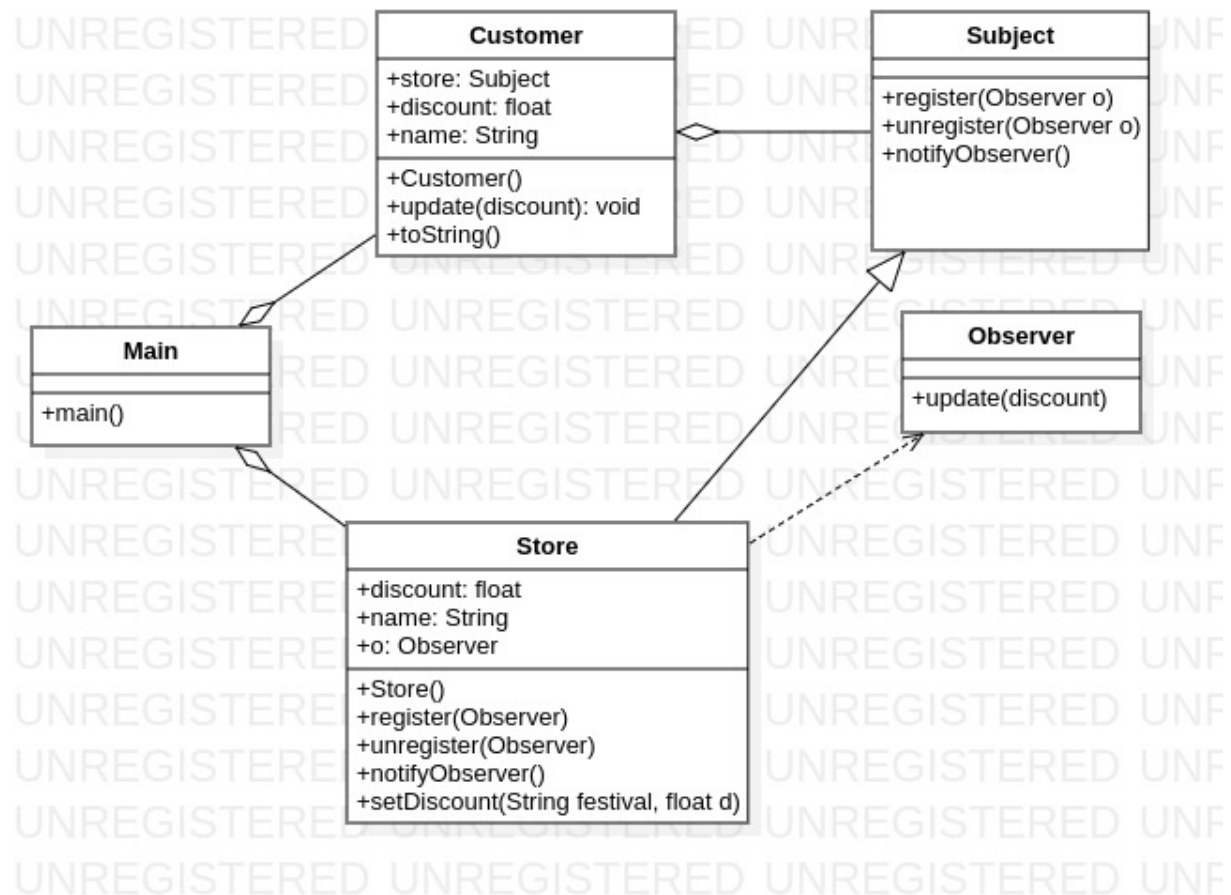 Customer
+store: Subject
+discount: float
+name: String
+Customer()
+update(discount): void
+toString()
Subject
+register(Observer o)
+unregister(Observer o)
+notifyObserver()
Main
+main()
Observer
+update(discount)
Store
+discount: float
+name: String
+o: Observer
+Store()
+register(Observer)
+unregister(Observer)
+notifyObserver()
+setDiscount(String festival, float d)
UNREGISTERED